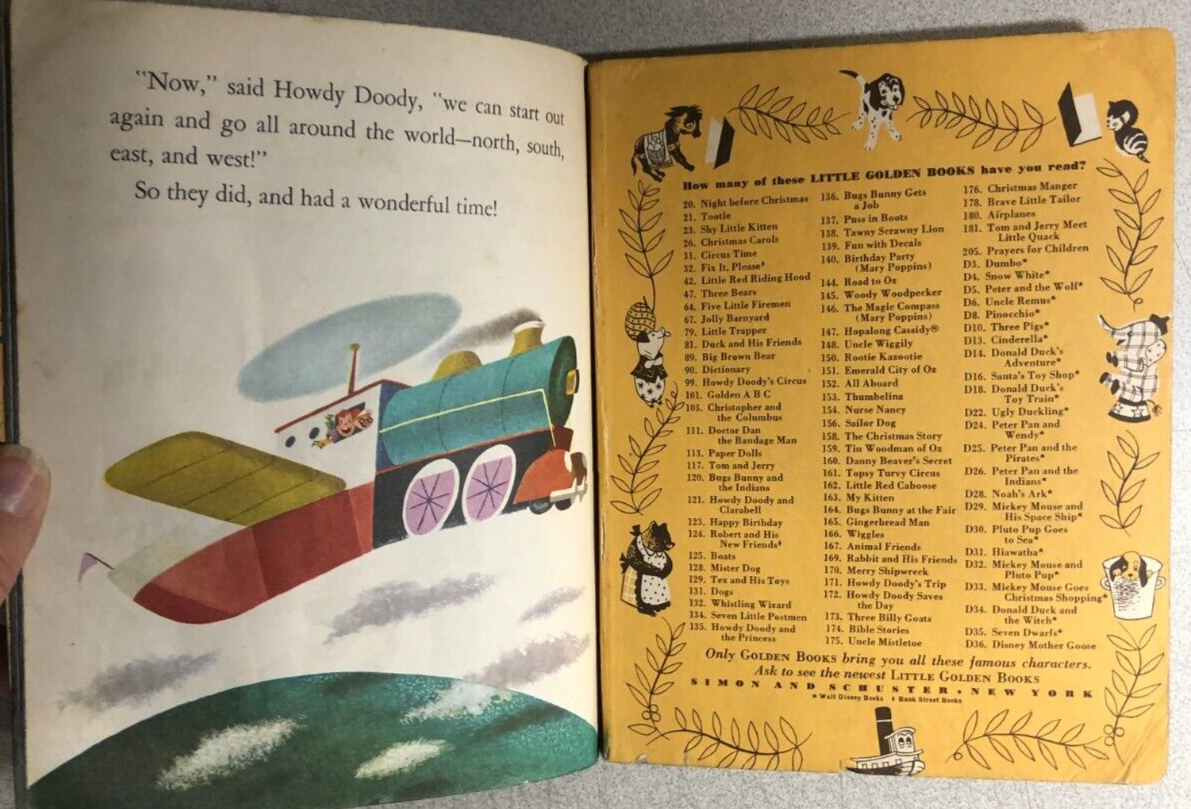 "Now," said Howdy Doody, "we can start out
again and go all around the world—north, south,
east, and west!"
So they did, and had a wonderful time!
How many of these LITTLE GOLDEN BOOKS have you read?
20. Night before Christmas
21. Tootle
23. Shy Little Kitten
26. Christmas Carols
31. Circus Time
32. Fix It, Please‡
42. Little Red Riding Hood
47. Three Bears
64. Five Little Firemen
67. Jolly Barnyard
79. Little Trapper
81. Duck and His Friends
89. Big Brown Bear
90. Dictionary
99. Howdy Doody's Circus
101. Golden A B C
103. Christopher and
the Columbus
111. Doctor Dan
the Bandage Man
113. Paper Dolls
117. Tom and Jerry
120. Bugs Bunny and
the Indians
121. Howdy Doody and
Clarabell
123. Happy Birthday
124. Robert and His
New Friends‡
125. Boats
128. Mister Dog
129. Tex and His Toys
131. Dogs
132. Whistling Wizard
134. Seven Little Postmen
135. Howdy Doody and
the Princess
136. Bugs Bunny Gets
a Job
137. Puss in Boots
138. Tawny Scrawny Lion
139. Fun with Decals
140. Birthday Party
(Mary Poppins)
144. Road to Oz
145. Woody Woodpecker
146. The Magic Compass
(Mary Poppins)
147. Hopalong Cassidy®
148. Uncle Wiggily
150. Rootie Kazootie
151. Emerald City of Oz
152. All Aboard
153. Thumbelina
154. Nurse Nancy
156. Sailor Dog
158. The Christmas Story
159. Tin Woodman of Oz
160. Danny Beaver's Secret
161. Topsy Turvy Circus
162. Little Red Caboose
163. My Kitten
164. Bugs Bunny at the Fair
165. Gingerbread Man
166. Wiggles
167. Animal Friends
169. Rabbit and His Friends
170. Merry Shipwreck
171. Howdy Doody's Trip
172. Howdy Doody Saves
the Day
173. Three Billy Goats
174. Bible Stories
175. Uncle Mistletoe
176. Christmas Manger
178. Brave Little Tailor
180. Airplanes
181. Tom and Jerry Meet
Little Quack
205. Prayers for Children
D3. Dumbo*
D4. Snow White*
D5. Peter and the Wolf*
D6. Uncle Remus*
D8. Pinocchio*
D10. Three Pigs*
D13. Cinderella*
D14. Donald Duck's
Adventure*
D16. Santa's Toy Shop*
D18. Donald Duck's
Toy Train*
D22. Ugly Duckling*
D24. Peter Pan and
Wendy*
D25. Peter Pan and the
Pirates*
D26. Peter Pan and the
Indians*
D28. Noah's Ark*
D29. Mickey Mouse and
His Space Ship*
D30. Pluto Pup Goes
to Sea*
D31. Hiawatha*
D32. Mickey Mouse and
Pluto Pup*
D33. Mickey Mouse Goes
Christmas Shopping*
D34. Donald Duck and
the Witch*
D35. Seven Dwarfs*
D36. Disney Mother Goose
Only GOLDEN BOOKS bring you all these famous characters.
Ask to see the newest LITTLE GOLDEN BOOKS
SIMON AND SCHUSTER • NEW YORK
* Walt Disney Books ‡ Bank Street Books